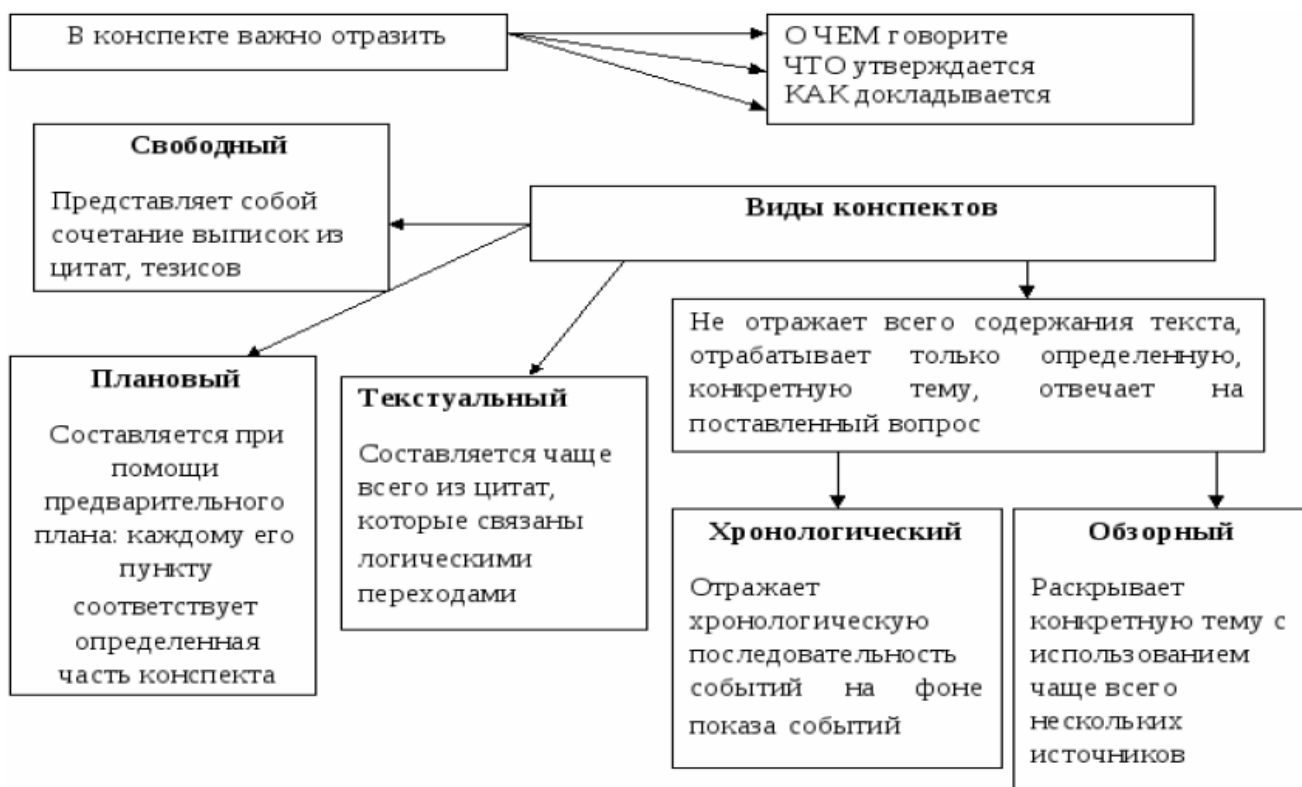 В конспекте важно отразить
О ЧЕМ говорите
ЧТО утверждается
КАК докладывается
Свободный
Представляет собой
сочетание выписок из
цитат, тезисов
Виды конспектов
Плановый
Составляется при
помощи
предварительного
плана: каждому его
пункту
соответствует
определенная
часть конспекта
Текстуальный
Составляется чаще
всего из цитат,
которые связаны
логическими
переходами
Не отражает всего содержания текста,
отрабатывает только определенную,
конкретную тему, отвечает на
поставленный вопрос
Хронологический
Отражает
хронологическую
последовательность
событий на фоне
показа событий
Обзорный
Раскрывает
конкретную тему с
использованием
чаще всего
нескольких
источников